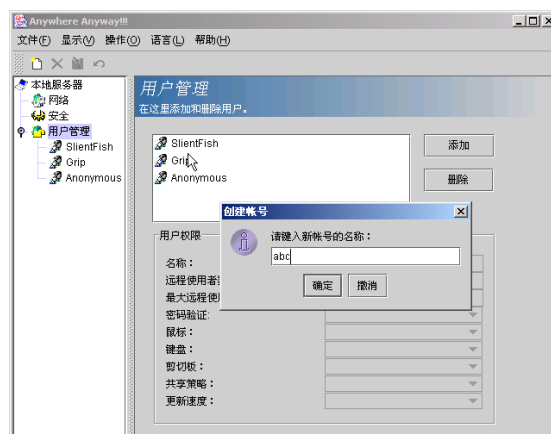 Anywhere Anyway!!!
文件(F) 显示(V) 操作(O) 语言(L) 帮助(H)
本地服务器
网络
安全
用户管理
SlientFish
Grip
Anonymous
用户管理
在这里添加和删除用户。
SlientFish
Grip
Anonymous
添加
删除
创建帐号
请键入新帐号的名称：
abc
确定 撤消
用户权限
名称：
远程使用者
最大远程使
密码验证:
鼠标：
键盘：
剪切板：
共享策略：
更新速度：